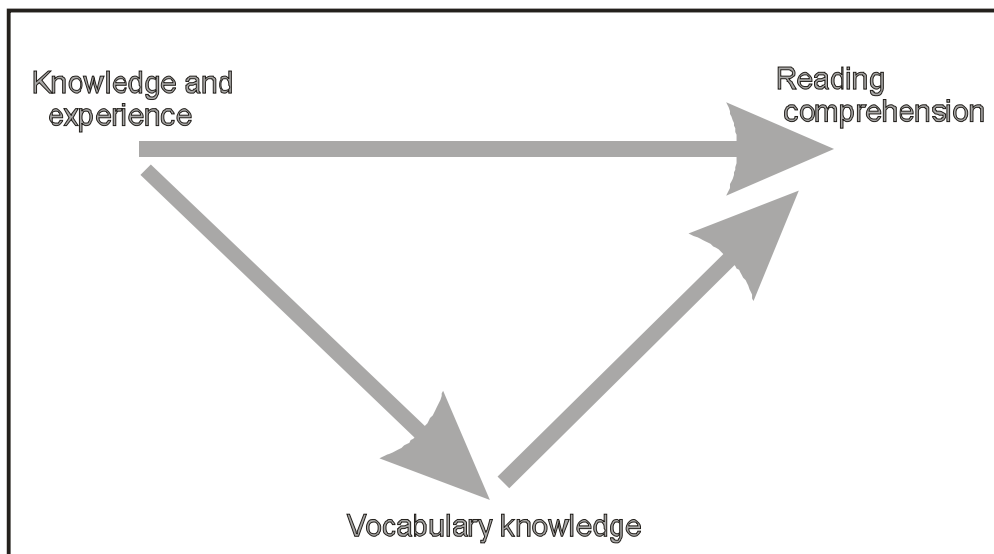 Knowledge and
experience
Reading
comprehension
Vocabulary knowledge